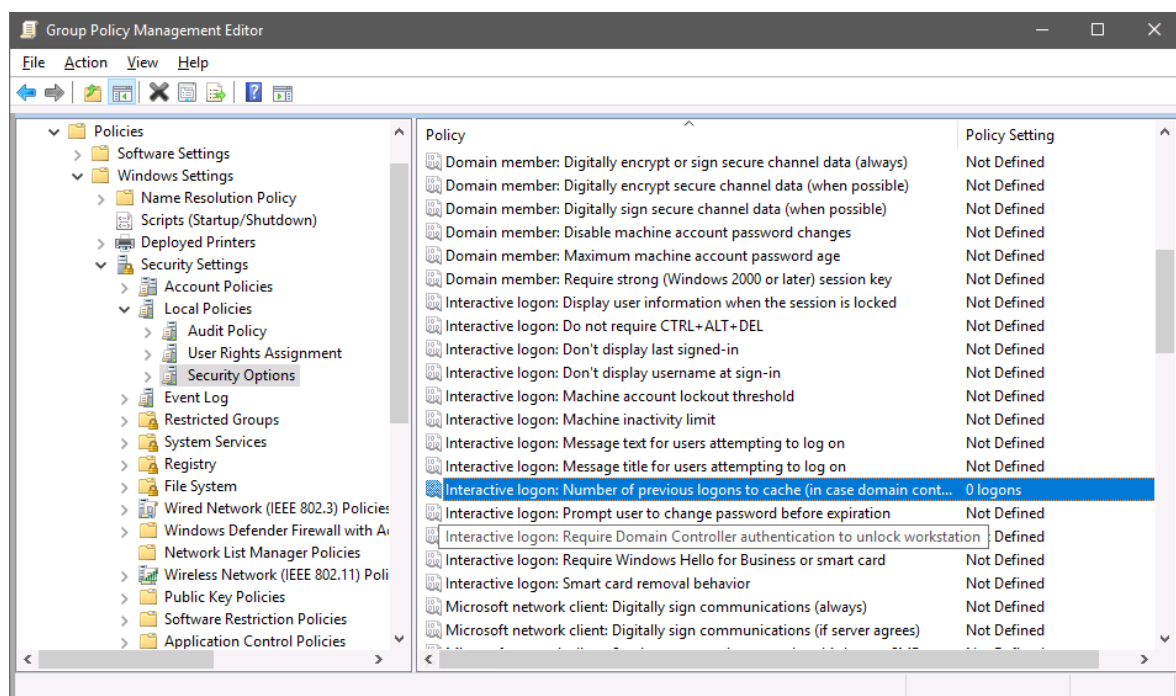 Group Policy Management Editor
File Action View Help
Policies
Software Settings
Windows Settings
Name Resolution Policy
Scripts (Startup/Shutdown)
Deployed Printers
Security Settings
Account Policies
Local Policies
Audit Policy
User Rights Assignment
Security Options
Event Log
Restricted Groups
System Services
Registry
File System
Wired Network (IEEE 802.3) Policies
Windows Defender Firewall with
Network List Manager Policies
Wireless Network (IEEE 802.11) Poli
Public Key Policies
Software Restriction Policies
Application Control Policies
Policy Policy Setting
Domain member: Digitally encrypt or sign secure channel data (always) Not Defined
Domain member: Digitally encrypt secure channel data (when possible) Not Defined
Domain member: Digitally sign secure channel data (when possible) Not Defined
Domain member: Disable machine account password changes Not Defined
Domain member: Maximum machine account password age Not Defined
Domain member: Require strong (Windows 2000 or later) session key Not Defined
Interactive logon: Display user information when the session is locked Not Defined
Interactive logon: Do not require CTRL+ALT+DEL Not Defined
Interactive logon: Don't display last signed-in Not Defined
Interactive logon: Don't display username at sign-in Not Defined
Interactive logon: Machine account lockout threshold Not Defined
Interactive logon: Machine inactivity limit Not Defined
Interactive logon: Message text for users attempting to log on Not Defined
Interactive logon: Message title for users attempting to log on Not Defined
Interactive logon: Number of previous logons to cache (in case domain cont... 0 logons
Interactive logon: Prompt user to change password before expiration Not Defined
Interactive logon: Require Domain Controller authentication to unlock workstation Defined
Interactive logon: Require Windows Hello for Business or smart card Not Defined
Interactive logon: Smart card removal behavior Not Defined
Microsoft network client: Digitally sign communications (always) Not Defined
Microsoft network client: Digitally sign communications (if server agrees) Not Defined